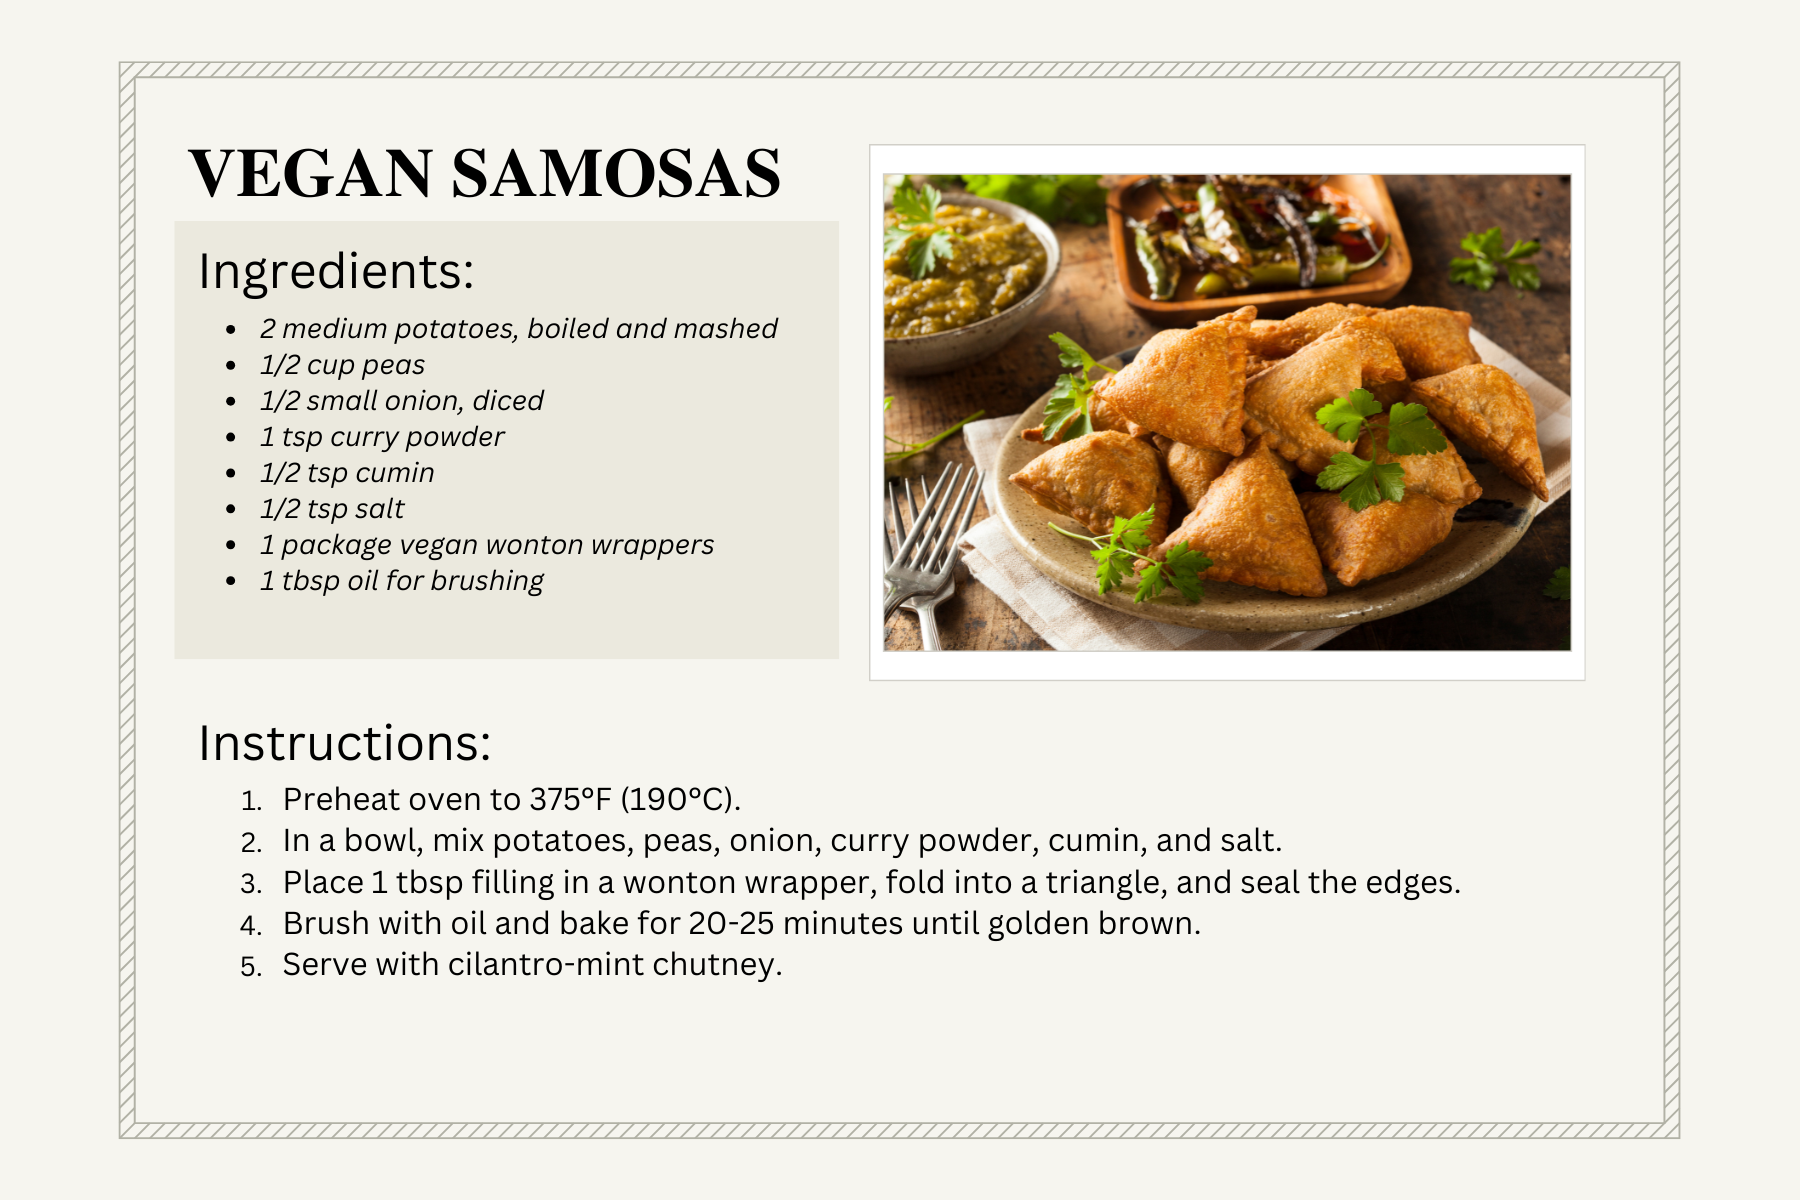 VEGAN SAMOSAS
Ingredients:
• 2 medium potatoes, boiled and mashed
• 1/2 cup peas
• 1/2 small onion, diced
• 1 tsp curry powder
• 1/2 tsp cumin
• 1/2 tsp salt
• 1 package vegan wonton wrappers
• 1 tbsp oil for brushing
Instructions:
1. Preheat oven to 375°F (190°C).
2. In a bowl, mix potatoes, peas, onion, curry powder, cumin, and salt.
3. Place 1 tbsp filling in a wonton wrapper, fold into a triangle, and seal the edges.
4. Brush with oil and bake for 20-25 minutes until golden brown.
5. Serve with cilantro-mint chutney.